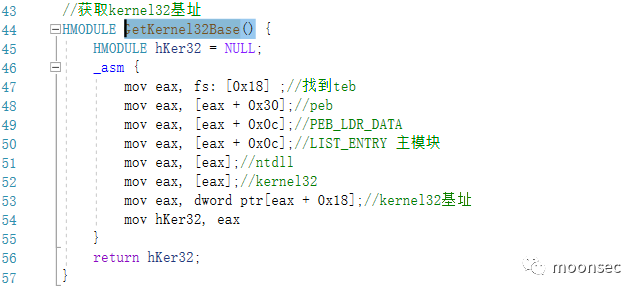 43 //获取kernel32基址
44 HMODULE GetKernel32Base() {
45 HMODULE hKer32 = NULL;
46 _asm {
47 mov eax, fs: [0x18] ;//找到teb
48 mov eax, [eax + 0x30];//peb
49 mov eax, [eax + 0x0c];//PEB_LDR_DATA
50 mov eax, [eax + 0x0c];//LIST_ENTRY 主模块
51 mov eax, [eax];//ntdll
52 mov eax, [eax];//kernel32
53 mov eax, dword ptr[eax + 0x18];//kernel32基址
54 mov hKer32, eax
55 }
56 return hKer32;
57 }
moonsec